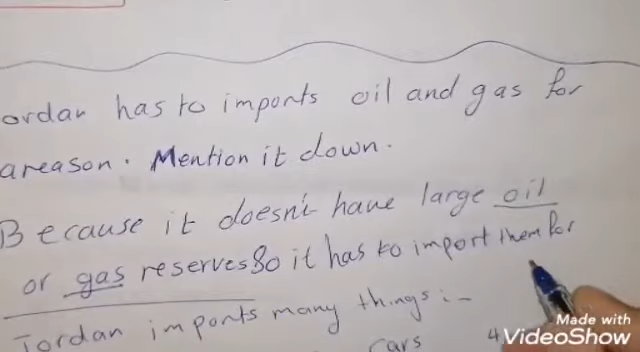 ordan has to imports oil and gas for
areason. Mention it down.
Because it doesn't have large oil
or gas reserves So it has to import them for
Jordan imports many things :-
cars 4
Made with
VideoShow